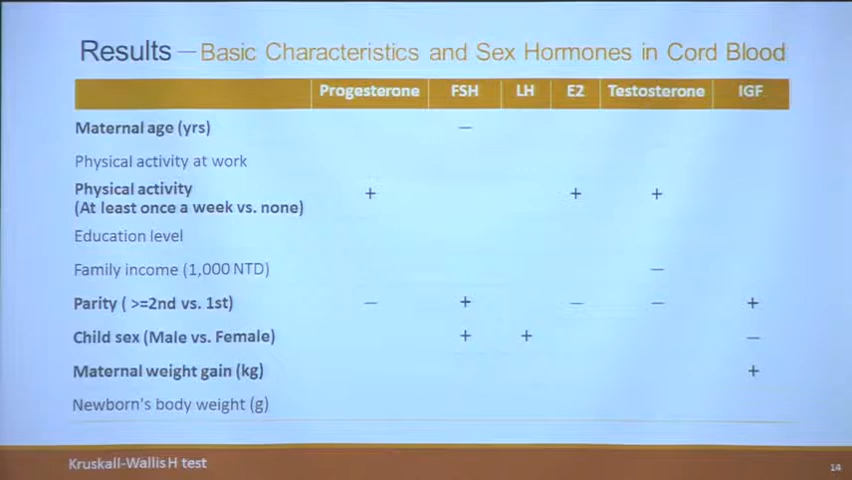 Results — Basic Characteristics and Sex Hormones in Cord Blood
Progesterone FSH LH E2 Testosterone IGF
Maternal age (yrs) —
Physical activity at work
Physical activity
(At least once a week vs. none) + + +
Education level
Family income (1,000 NTD) —
Parity ( >=2nd vs. 1st) — + — — +
Child sex (Male vs. Female) + + —
Maternal weight gain (kg) +
Newborn's body weight (g)
Kruskall-Wallis H test
14